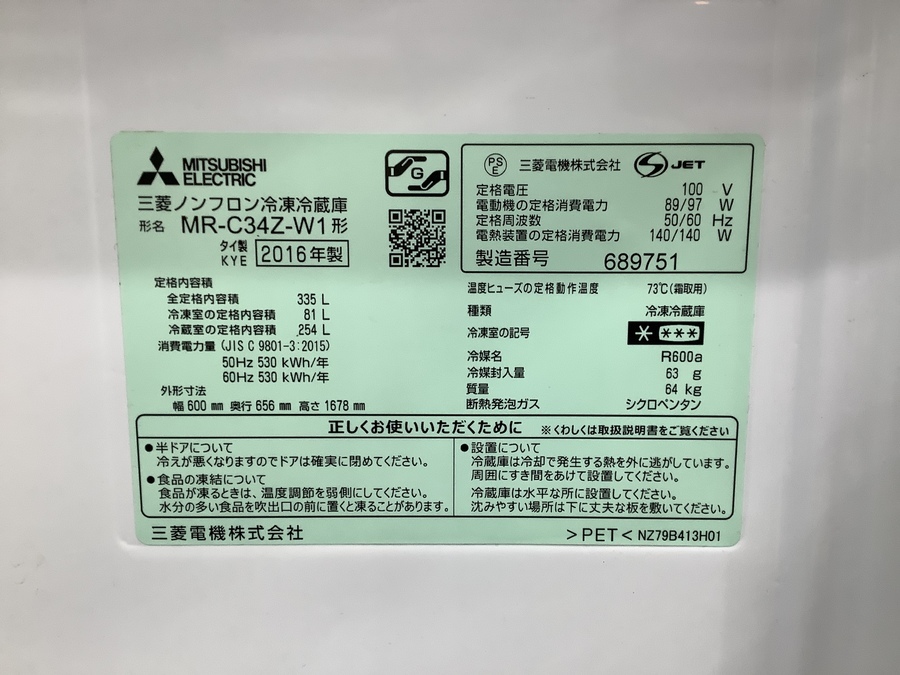 MITSUBISHI
ELECTRIC
三菱ノンフロン冷凍冷蔵庫
形名 MR-C34Z-W1形
タイ製
KYE 2016年製
G
定格内容積
全定格内容積 335 L
冷凍室の定格内容積 81 L
冷蔵室の定格内容積 254 L
消費電力量 (JIS C 9801-3:2015)
50Hz 530 kWh/年
60Hz 530 kWh/年
外形寸法
幅 600 mm 奥行 656 mm 高さ 1678 mm
PS
E 三菱電機株式会社 JET
定格電圧 100 V
電動機の定格消費電力 89/97 W
定格周波数 50/60 Hz
電熱装置の定格消費電力 140/140 W
製造番号 689751
温度ヒューズの定格動作温度 73℃(霜取用)
種類 冷凍冷蔵庫
冷凍室の記号 * ***
冷媒名 R600a
冷媒封入量 63 g
質量 64 kg
断熱発泡ガス シクロペンタン
正しくお使いいただくために ※くわしくは取扱説明書をご覧ください
●半ドアについて
冷えが悪くなりますのでドアは確実に閉めてください。
●食品の凍結について
食品が凍るときは、温度調節を弱側にしてください。
水分の多い食品を吹出口の前に置くと凍ることがあります。
●設置について
冷蔵庫は冷却で発生する熱を外に逃がしています。
周囲にすき間をあけて設置してください。
冷蔵庫は水平な所に設置してください。
沈みやすい場所は下に丈夫な板を敷いてください。
三菱電機株式会社 >PET< NZ79B413H01